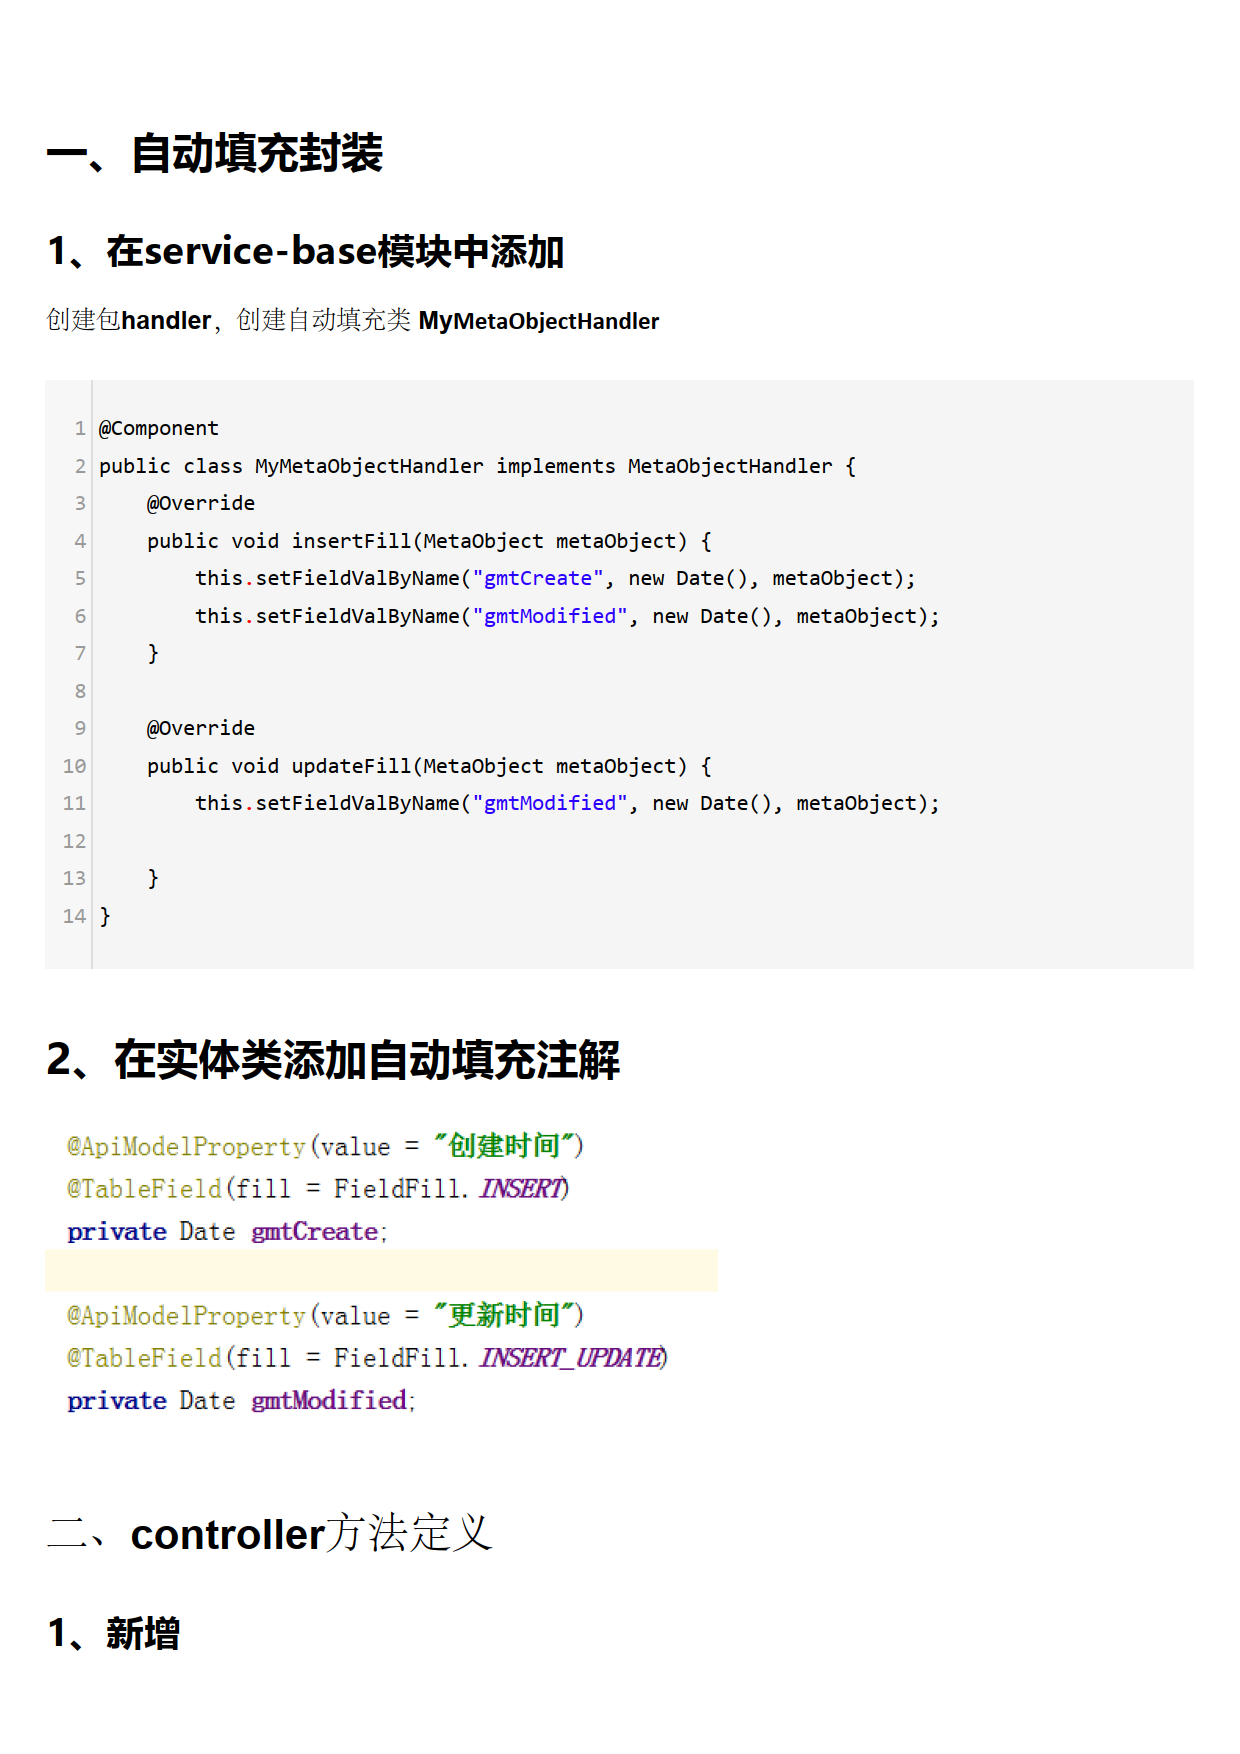 一、自动填充封装
1、在service-base模块中添加
创建包handler，创建自动填充类 MyMetaObjectHandler
1 @Component
2 public class MyMetaObjectHandler implements MetaObjectHandler {
3     @Override
4     public void insertFill(MetaObject metaObject) {
5         this.setFieldValByName("gmtCreate", new Date(), metaObject);
6         this.setFieldValByName("gmtModified", new Date(), metaObject);
7     }
8
9     @Override
10     public void updateFill(MetaObject metaObject) {
11         this.setFieldValByName("gmtModified", new Date(), metaObject);
12
13     }
14 }
2、在实体类添加自动填充注解
@ApiModelProperty(value = "创建时间")
@TableField(fill = FieldFill.INSERT)
private Date gmtCreate;
@ApiModelProperty(value = "更新时间")
@TableField(fill = FieldFill.INSERT_UPDATE)
private Date gmtModified;
二、controller方法定义
1、新增